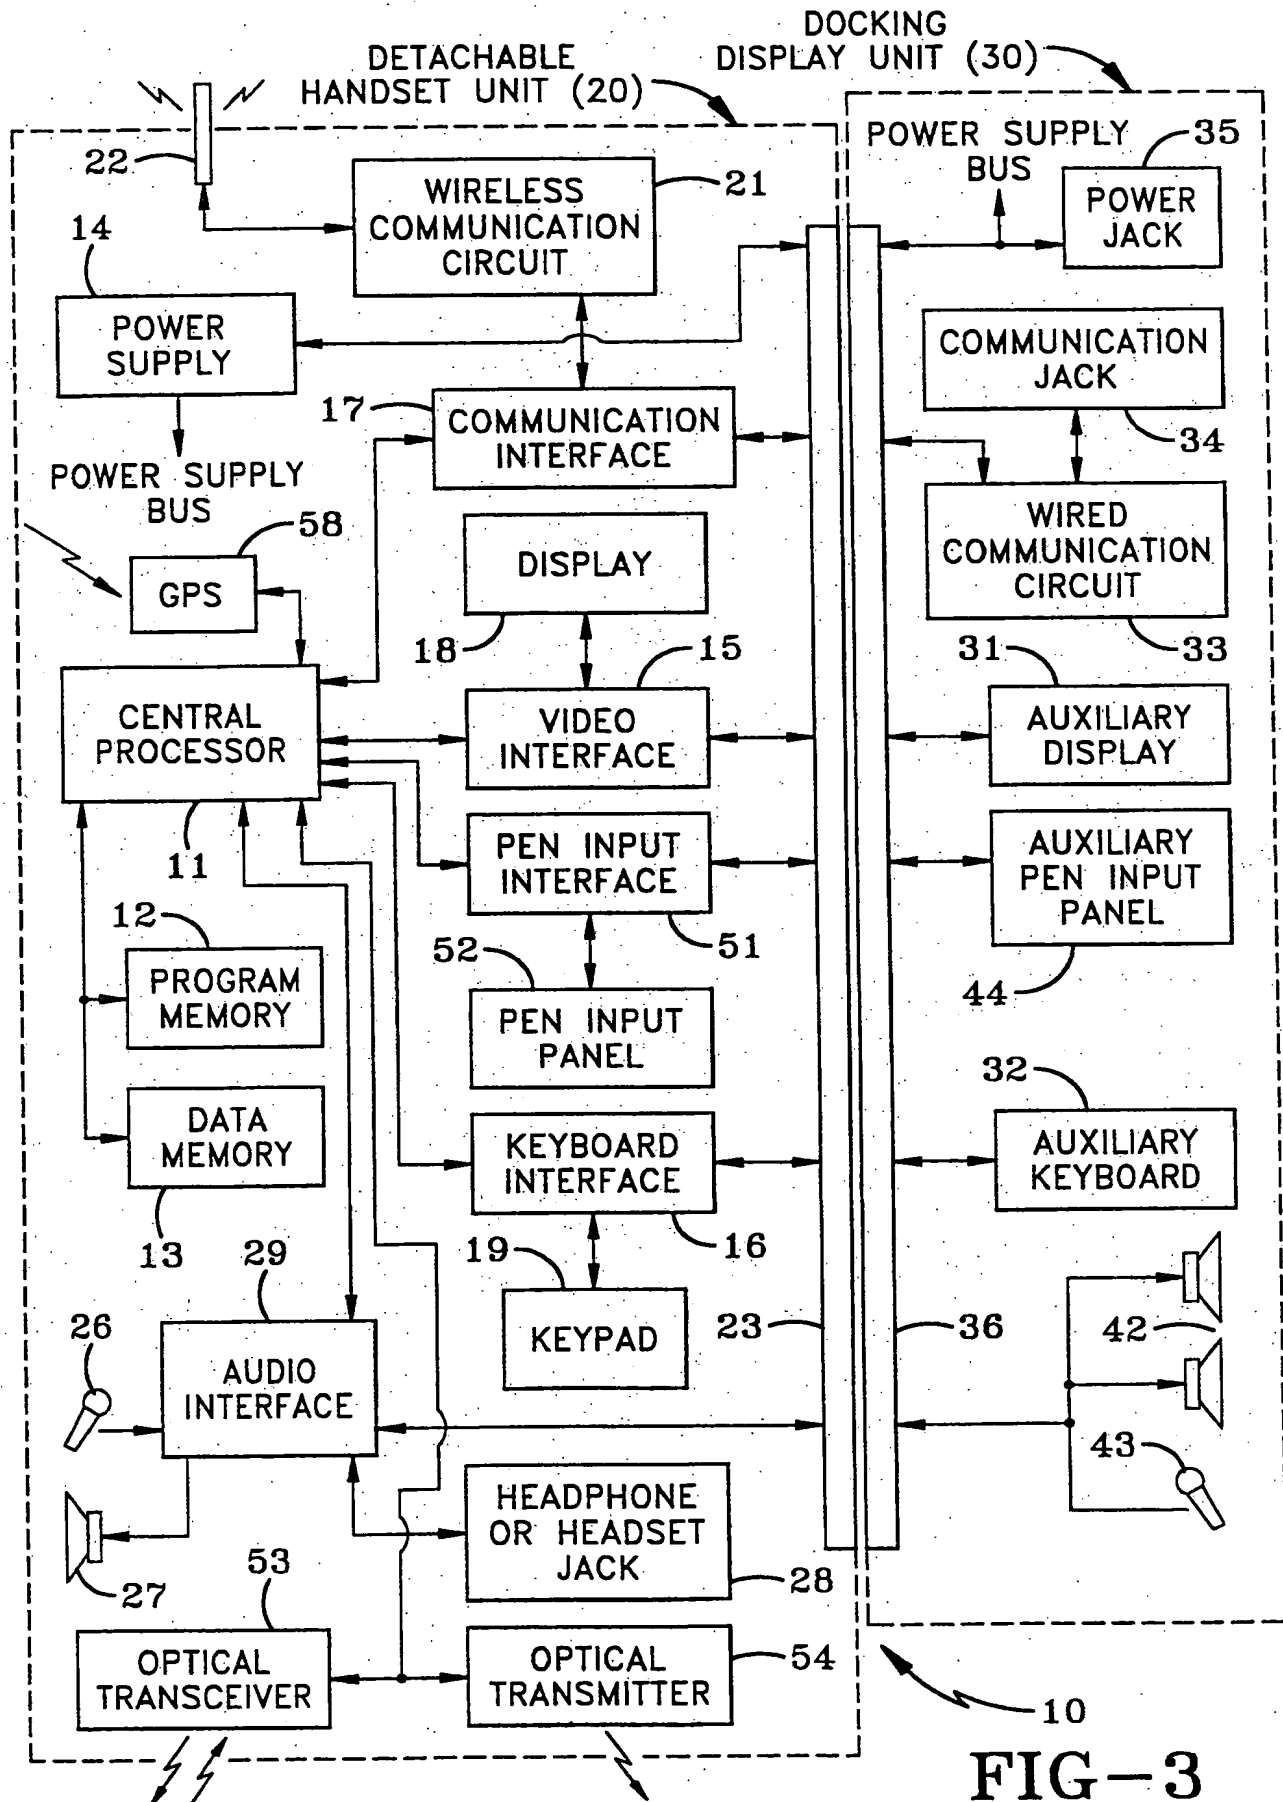 DOCKING
DISPLAY UNIT (30)
DETACHABLE
HANDSET UNIT (20)
22
WIRELESS
COMMUNICATION
CIRCUIT
21
POWER SUPPLY
BUS
35
POWER
JACK
14
POWER
SUPPLY
COMMUNICATION
JACK
34
17
COMMUNICATION
INTERFACE
POWER SUPPLY
BUS
58
GPS
DISPLAY
18
WIRED
COMMUNICATION
CIRCUIT
33
15
31
CENTRAL
PROCESSOR
11
VIDEO
INTERFACE
AUXILIARY
DISPLAY
PEN INPUT
INTERFACE
51
AUXILIARY
PEN INPUT
PANEL
44
12
PROGRAM
MEMORY
52
PEN INPUT
PANEL
DATA
MEMORY
13
KEYBOARD
INTERFACE
16
32
AUXILIARY
KEYBOARD
29
19
KEYPAD
23
36
42
26
AUDIO
INTERFACE
43
27
HEADPHONE
OR HEADSET
JACK
28
53
OPTICAL
TRANSCEIVER
OPTICAL
TRANSMITTER
54
10
FIG-3